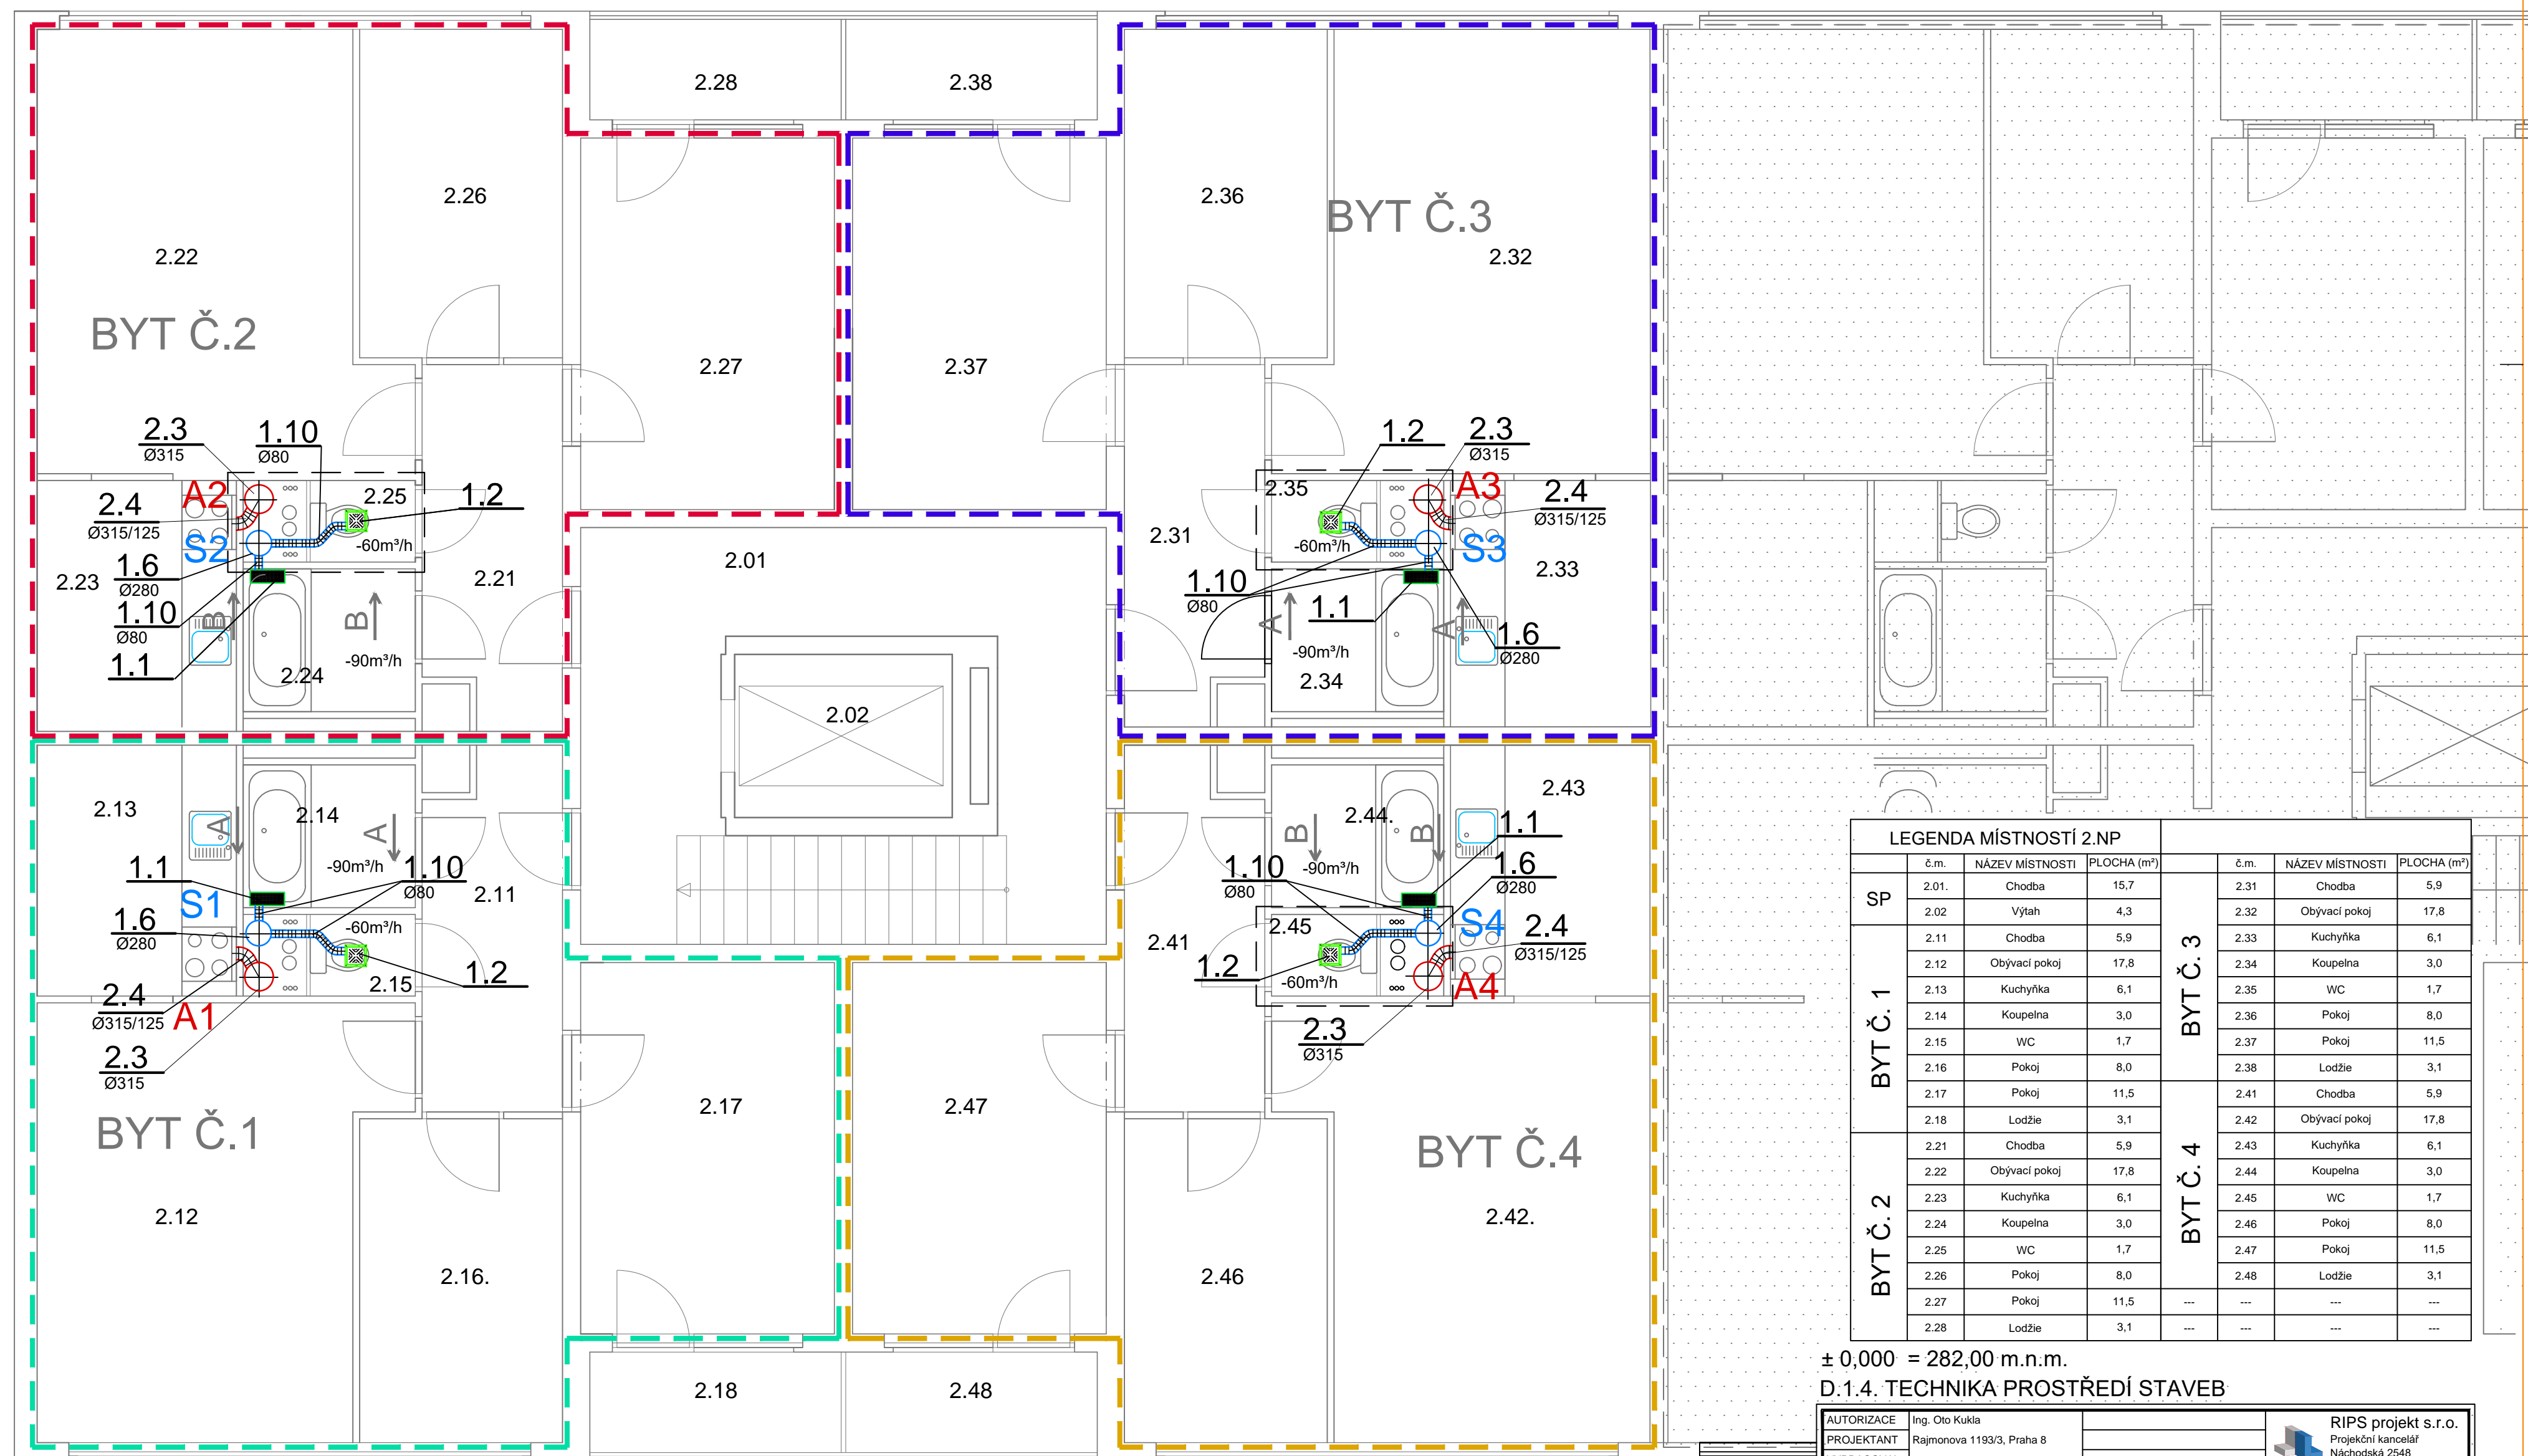 2.28
2.38
2.26
2.36
BYT Č.3
2.22
2.32
BYT Č.2
2.27
2.37
2.3
Ø315
1.10
Ø80
1.2
2.3
Ø315
A2
2.25
1.2
2.4
Ø315/125
S2
-60m³/h
2.35
A3
2.4
Ø315/125
-60m³/h
S3
2.31
2.01
2.23
1.6
Ø280
2.21
2.33
1.10
Ø80
1.10
Ø80
B
B
1.1
A
A
1.6
Ø280
1.1
-90m³/h
2.24
-90m³/h
2.34
2.02
2.13
2.14
A
A
2.43
2.44.
B
B
1.1
-90m³/h
1.1
1.10
Ø80
2.11
1.10
Ø80
-90m³/h
1.6
Ø280
S1
1.6
Ø280
-60m³/h
2.45
S4
2.4
Ø315/125
2.41
2.15
1.2
1.2
-60m³/h
A4
2.4
Ø315/125
A1
2.3
Ø315
2.3
Ø315
2.17
2.47
BYT Č.1
BYT Č.4
2.12
2.42.
2.16.
2.46
2.18
2.48
LEGENDA MÍSTNOSTÍ 2.NP
č.m. NÁZEV MÍSTNOSTI PLOCHA (m²) č.m. NÁZEV MÍSTNOSTI PLOCHA (m²)
SP
2.01. Chodba 15,7 2.31 Chodba 5,9
2.02 Výtah 4,3 2.32 Obývací pokoj 17,8
BYT Č. 1
BYT Č. 3
2.11 Chodba 5,9 2.33 Kuchyňka 6,1
2.12 Obývací pokoj 17,8 2.34 Koupelna 3,0
2.13 Kuchyňka 6,1 2.35 WC 1,7
2.14 Koupelna 3,0 2.36 Pokoj 8,0
2.15 WC 1,7 2.37 Pokoj 11,5
2.16 Pokoj 8,0 2.38 Lodžie 3,1
BYT Č. 4
2.17 Pokoj 11,5 2.41 Chodba 5,9
2.18 Lodžie 3,1 2.42 Obývací pokoj 17,8
BYT Č. 2
2.21 Chodba 5,9 2.43 Kuchyňka 6,1
2.22 Obývací pokoj 17,8 2.44 Koupelna 3,0
2.23 Kuchyňka 6,1 2.45 WC 1,7
2.24 Koupelna 3,0 2.46 Pokoj 8,0
2.25 WC 1,7 2.47 Pokoj 11,5
2.26 Pokoj 8,0 2.48 Lodžie 3,1
2.27 Pokoj 11,5 --- --- --- ---
2.28 Lodžie 3,1 --- --- --- ---
± 0,000 = 282,00 m.n.m.
D.1.4. TECHNIKA PROSTŘEDÍ STAVEB
AUTORIZACE Ing. Oto Kukla
PROJEKTANT Rajmonova 1193/3, Praha 8
RIPS projekt s.r.o.
Projekční kancelář
Náchodská 2548